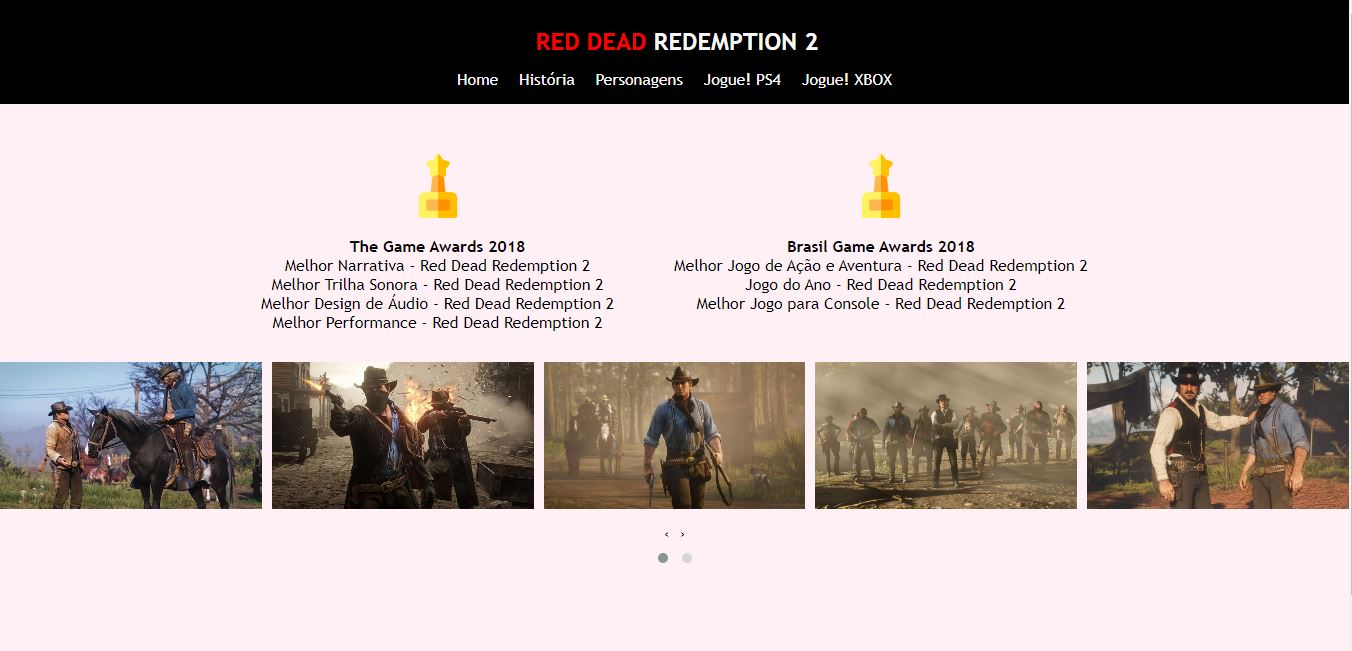 RED DEAD REDEMPTION 2
Home História Personagens Jogue! PS4 Jogue! XBOX
The Game Awards 2018
Melhor Narrativa - Red Dead Redemption 2
Melhor Trilha Sonora - Red Dead Redemption 2
Melhor Design de Áudio - Red Dead Redemption 2
Melhor Performance - Red Dead Redemption 2
Brasil Game Awards 2018
Melhor Jogo de Ação e Aventura - Red Dead Redemption 2
Jogo do Ano - Red Dead Redemption 2
Melhor Jogo para Console - Red Dead Redemption 2
‹ ›